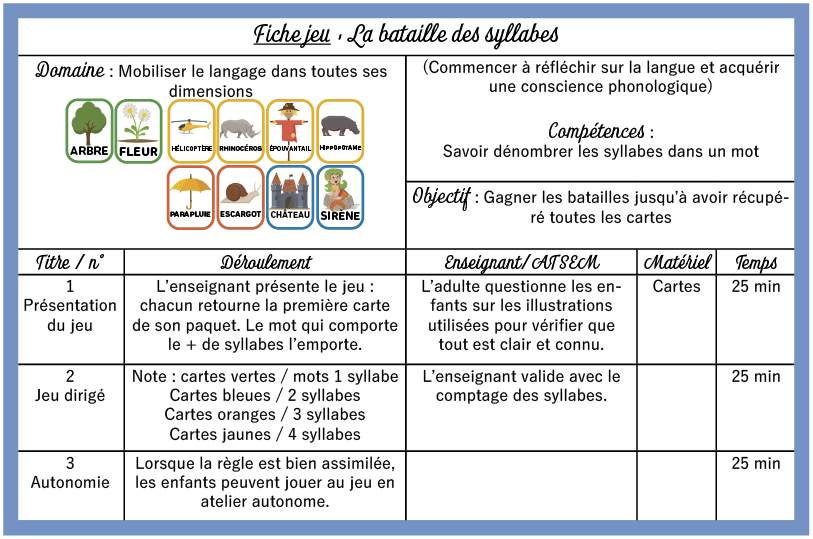 Fiche jeu : La bataille des syllabes
Domaine : Mobiliser le langage dans toutes ses
dimensions
ARBRE
FLEUR
HÉLICOPTÈRE
RHINOCÉROS
ÉPOUVANTAIL
HIPPOPOTAME
PARAPLUIE
ESCARGOT
CHÂTEAU
SIRÈNE
(Commencer à réfléchir sur la langue et acquérir
une conscience phonologique)
Compétences :
Savoir dénombrer les syllabes dans un mot
Objectif : Gagner les batailles jusqu’à avoir récupé-
ré toutes les cartes
Titre / n°
Déroulement
Enseignant/ATSEM
Matériel
Temps
1
Présentation
du jeu
L’enseignant présente le jeu :
chacun retourne la première carte
de son paquet. Le mot qui comporte
le + de syllabes l’emporte.
L’adulte questionne les en-
fants sur les illustrations
utilisées pour vérifier que
tout est clair et connu.
Cartes
25 min
2
Jeu dirigé
Note : cartes vertes / mots 1 syllabe
Cartes bleues / 2 syllabes
Cartes oranges / 3 syllabes
Cartes jaunes / 4 syllabes
L’enseignant valide avec le
comptage des syllabes.
25 min
3
Autonomie
Lorsque la règle est bien assimilée,
les enfants peuvent jouer au jeu en
atelier autonome.
25 min